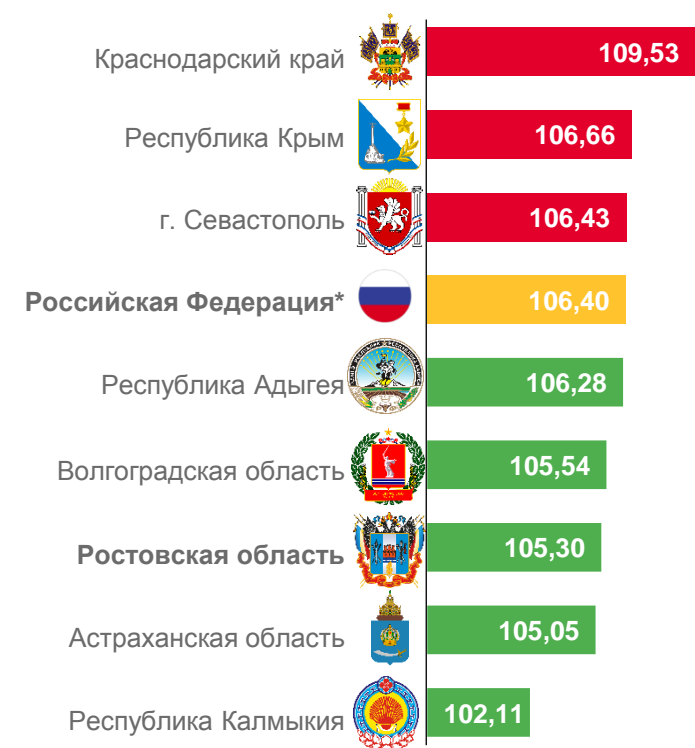 Краснодарский край 109,53
Республика Крым 106,66
г. Севастополь 106,43
Российская Федерация* 106,40
Республика Адыгея 106,28
Волгоградская область 105,54
Ростовская область 105,30
Астраханская область 105,05
Республика Калмыкия 102,11